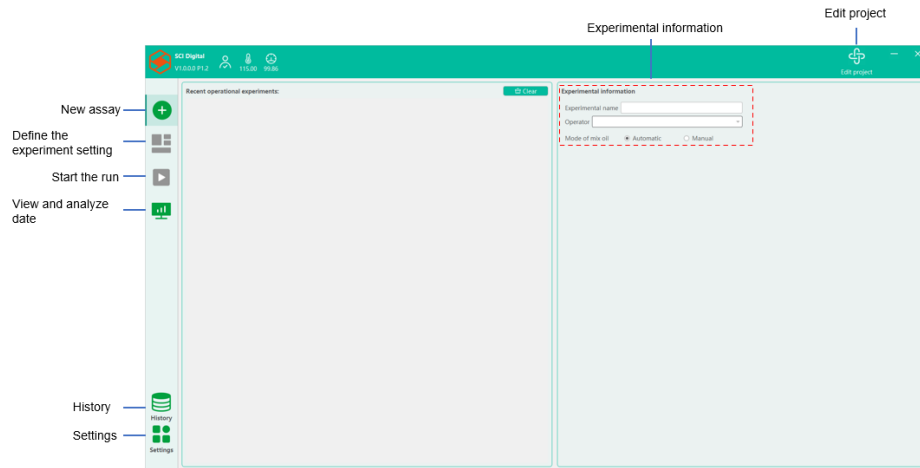 Edit project
Experimental information
SCI Digital
V1.0.0.0 P1.2
115.00
99.86
Edit project
Recent operational experiments:
Clear
Experimental information
Experimental name
Operator
Mode of mix oil
Automatic
Manual
New assay
Define the
experiment setting
Start the run
View and analyze
date
History
History
Settings
Settings